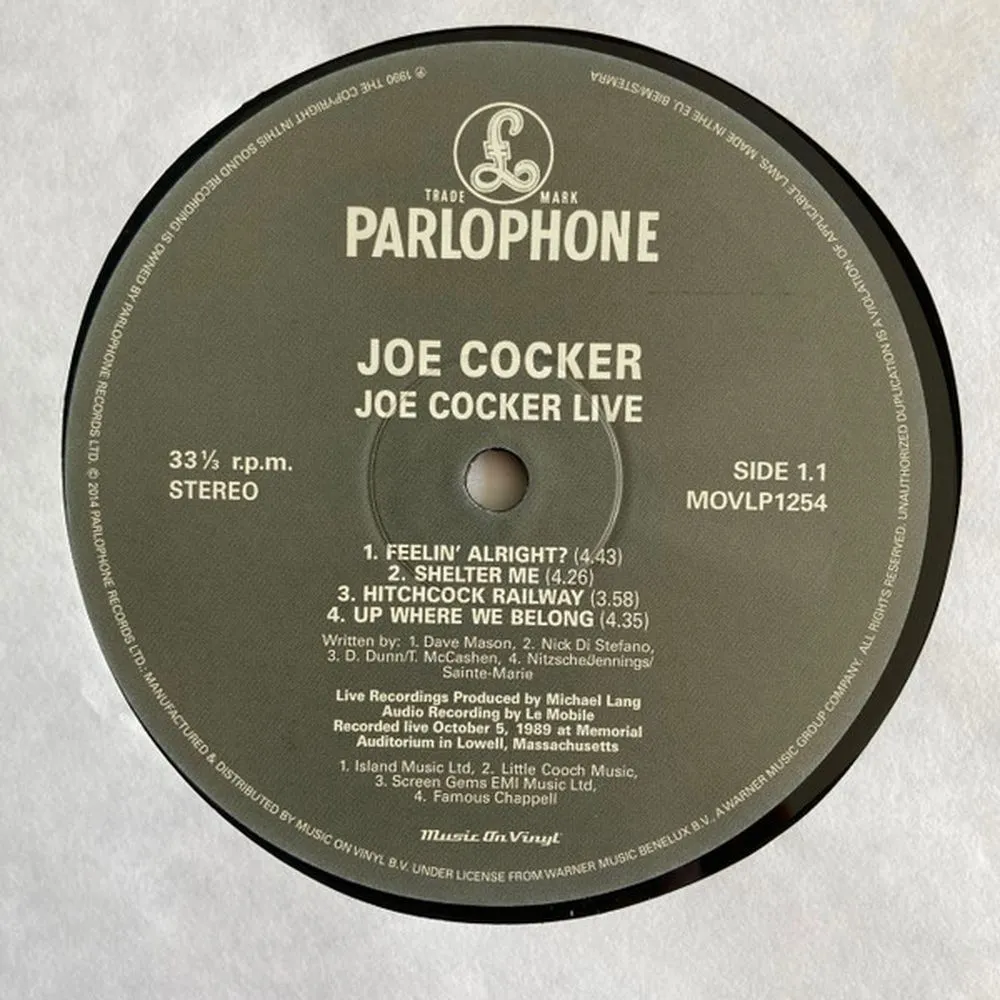 TRADE MARK
PARLOPHONE
JOE COCKER
JOE COCKER LIVE
33⅓ r.p.m.
STEREO
SIDE 1.1
MOVLP1254
1. FEELIN' ALRIGHT? (4.43)
2. SHELTER ME (4.26)
3. HITCHCOCK RAILWAY (3.58)
4. UP WHERE WE BELONG (4.35)
Written by: 1. Dave Mason, 2. Nick Di Stefano,
3. D. Dunn/T. McCashen, 4. Nitzsche/Jennings/
Sainte-Marie
Live Recordings Produced by Michael Lang
Audio Recording by Le Mobile
Recorded live October 5, 1989 at Memorial
Auditorium in Lowell, Massachusetts
1. Island Music Ltd, 2. Little Cooch Music,
3. Screen Gems EMI Music Ltd,
4. Famous Chappell
Music On Vinyl
℗ 1990 THE COPYRIGHT IN THIS SOUND RECORDING IS OWNED BY PARLOPHONE RECORDS LTD. © 2014 PARLOPHONE RECORDS LTD.; MANUFACTURED & DISTRIBUTED BY MUSIC ON VINYL B.V. UNDER LICENSE FROM WARNER MUSIC BENELUX B.V., A WARNER MUSIC GROUP COMPANY. ALL RIGHTS RESERVED. UNAUTHORIZED DUPLICATION IS A VIOLATION OF APPLICABLE LAWS. MADE IN THE EU. BIEM/STEMRA